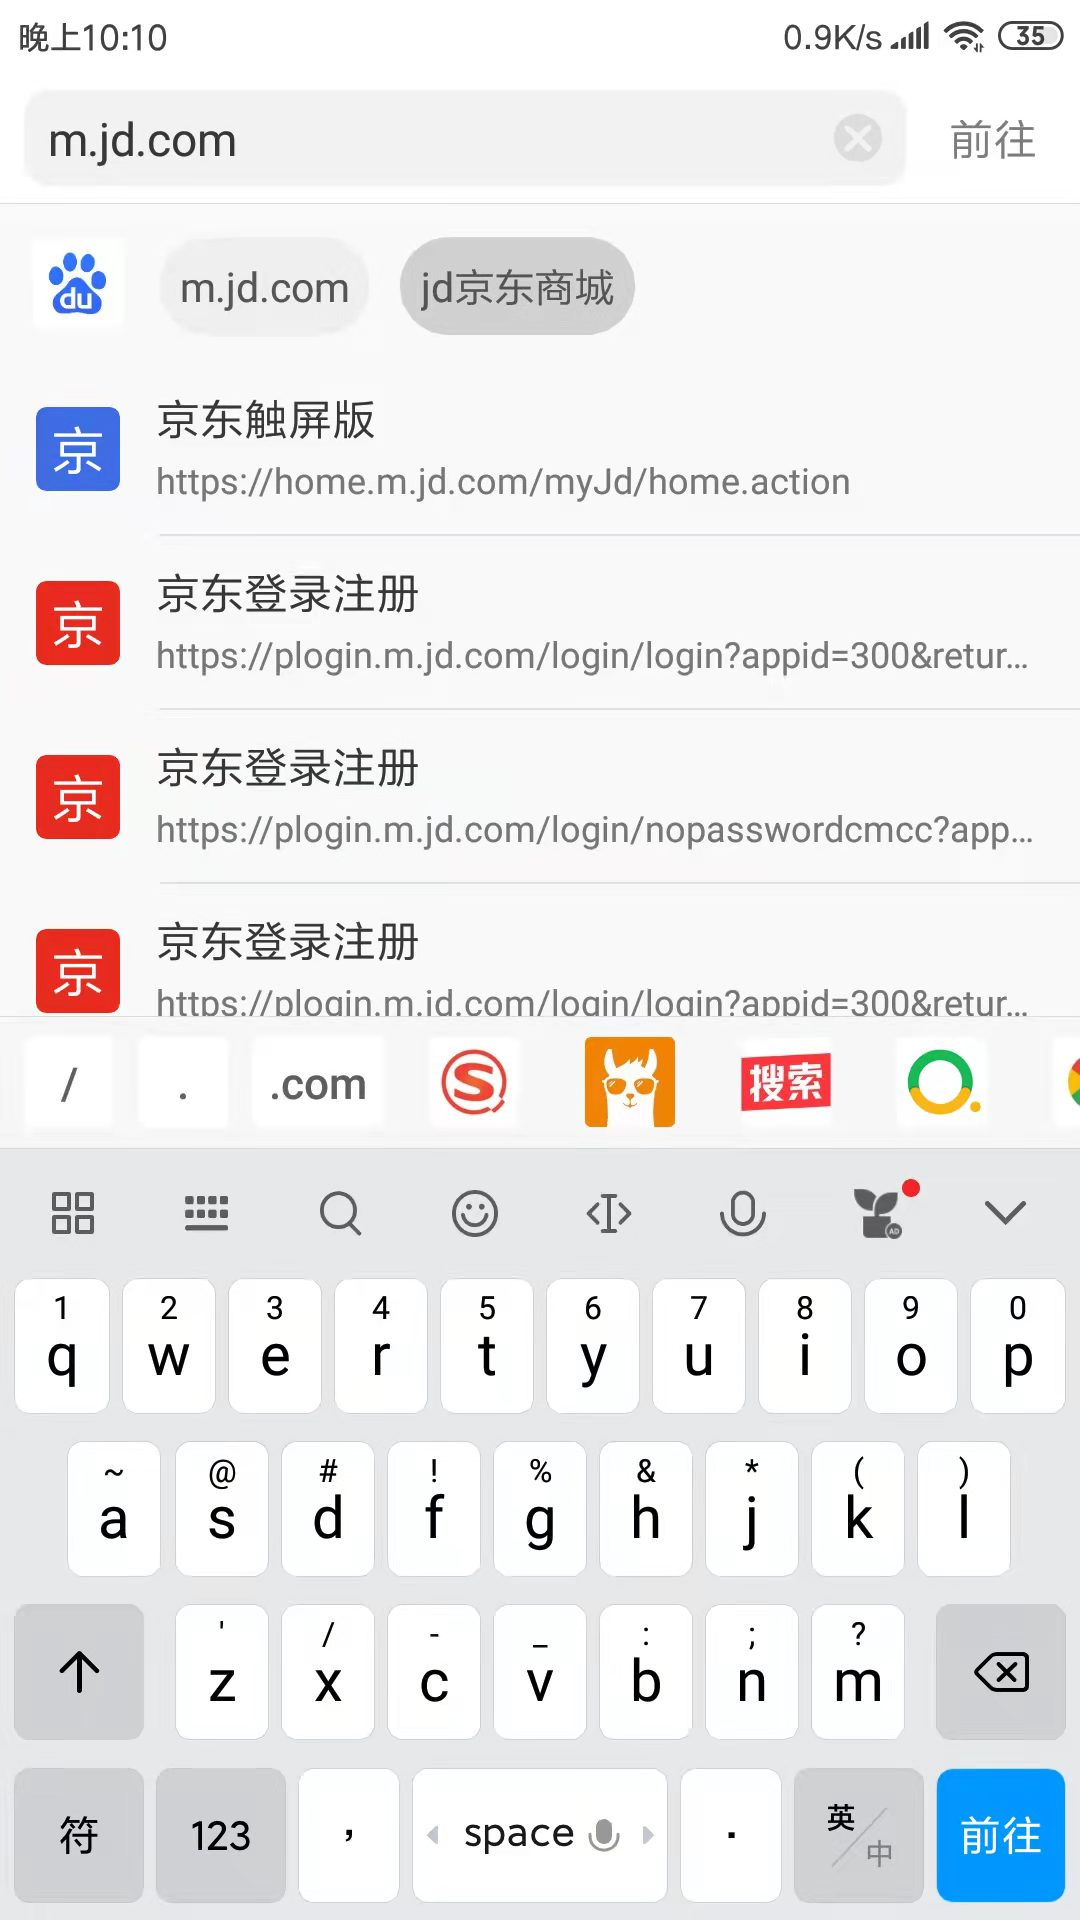 晚上10:10 0.9K/s 35
m.jd.com 前往
du m.jd.com jd京东商城
京 京东触屏版
https://home.m.jd.com/myJd/home.action
京 京东登录注册
https://plogin.m.jd.com/login/login?appid=300&retur...
京 京东登录注册
https://plogin.m.jd.com/login/nopasswordcmcc?app...
京 京东登录注册
https://plogin.m.jd.com/login/login?appid=300&retur...
/ . .com S 搜索
AD
1 2 3 4 5 6 7 8 9 0
q w e r t y u i o p
~ @ # ! % & * ( )
a s d f g h j k l
' / - _ : ; ?
z x c v b n m
符 123 , space . 英/中 前往